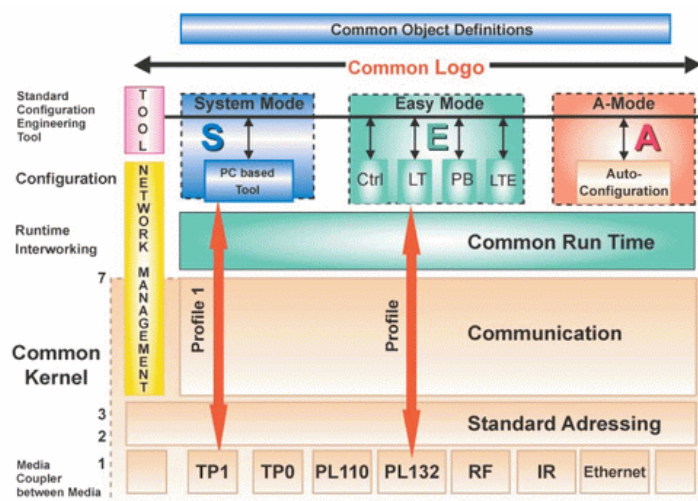 Common Object Definitions
Common Logo
Standard
Configuration
Engineering
Tool
TOOL
System Mode
Easy Mode
A-Mode
S
E
A
Configuration
PC based
Tool
Ctrl
LT
PB
LTE
Auto-
Configuration
NETWORK MANAGEMENT
Runtime
Interworking
Common Run Time
7
Profile 1
Profile
Communication
Common
Kernel
3
2
Standard Adressing
1
Media
Coupler
between Media
TP1
TP0
PL110
PL132
RF
IR
Ethernet